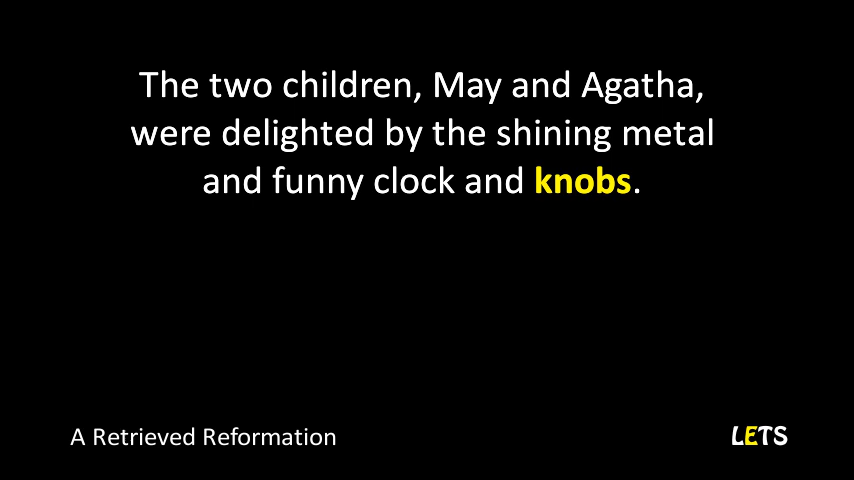 The two children, May and Agatha,
were delighted by the shining metal
and funny clock and knobs.
A Retrieved Reformation
LETS